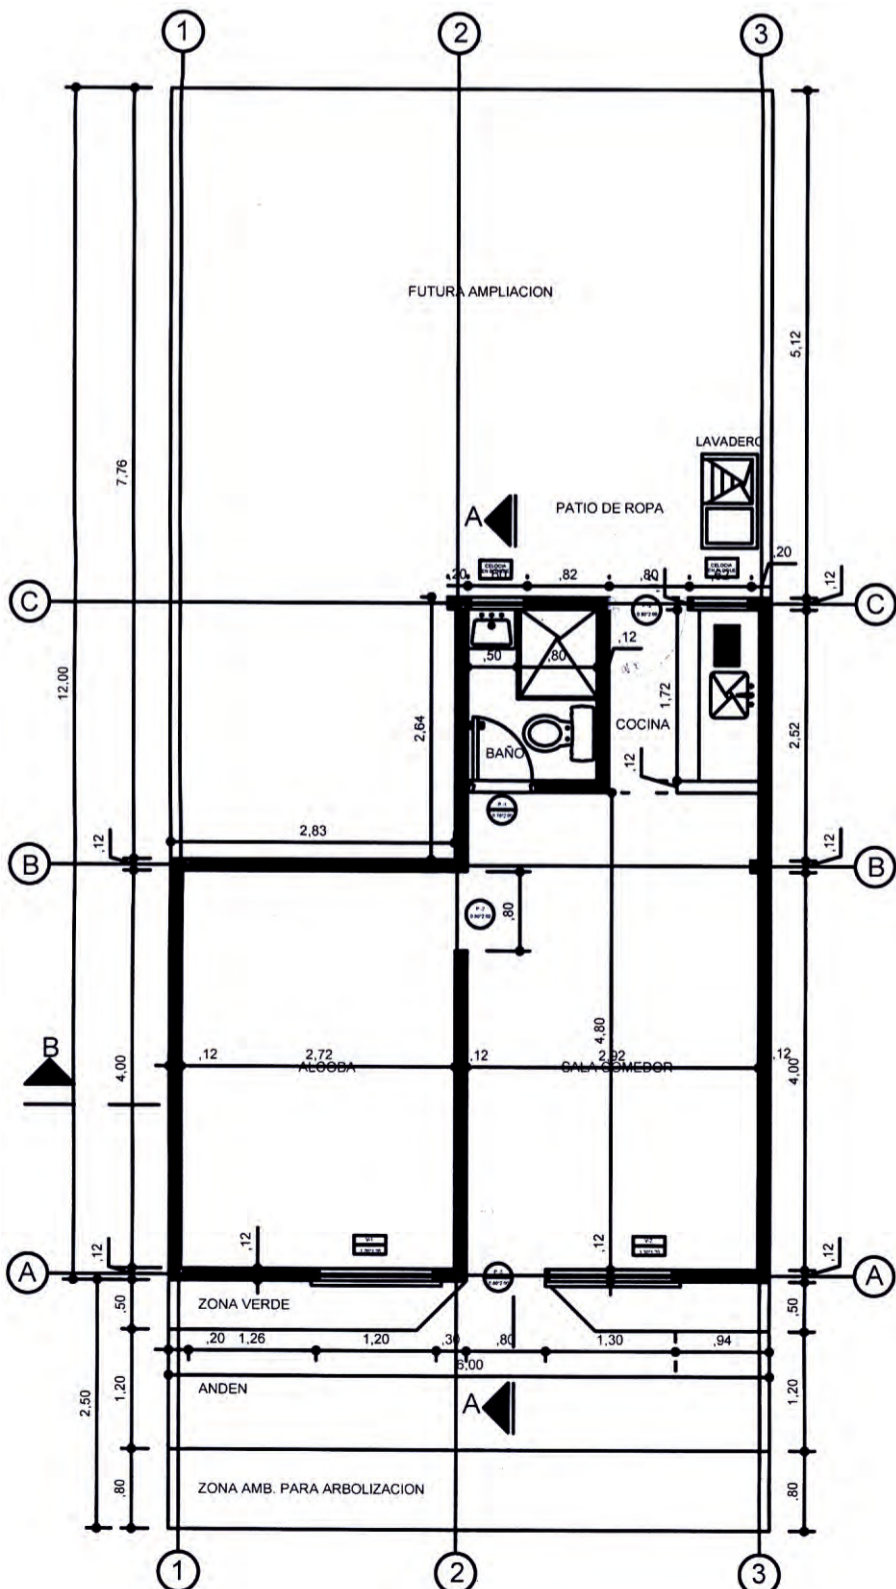 1
2
3
FUTURA AMPLIACION
5,12
7,76
LAVADERO
A
PATIO DE ROPA
,20
,82
,80
,20
,12
,12
C
C
12.00
,50
,80
,12
2,64
1,72
COCINA
BAÑO
,12
2,52
2,83
,12
,12
B
B
,80
4,80
B
4,00
,12
2,72
,12
2,92
,12
4,00
ALCOBA
SALA COMEDOR
,12
,12
,12
,12
A
A
,50
ZONA VERDE
,50
,20
1,26
1,20
,30
,80
1,30
,94
6.00
2,50
1,20
ANDEN
A
1,20
,80
ZONA AMB. PARA ARBOLIZACION
,80
1
2
3